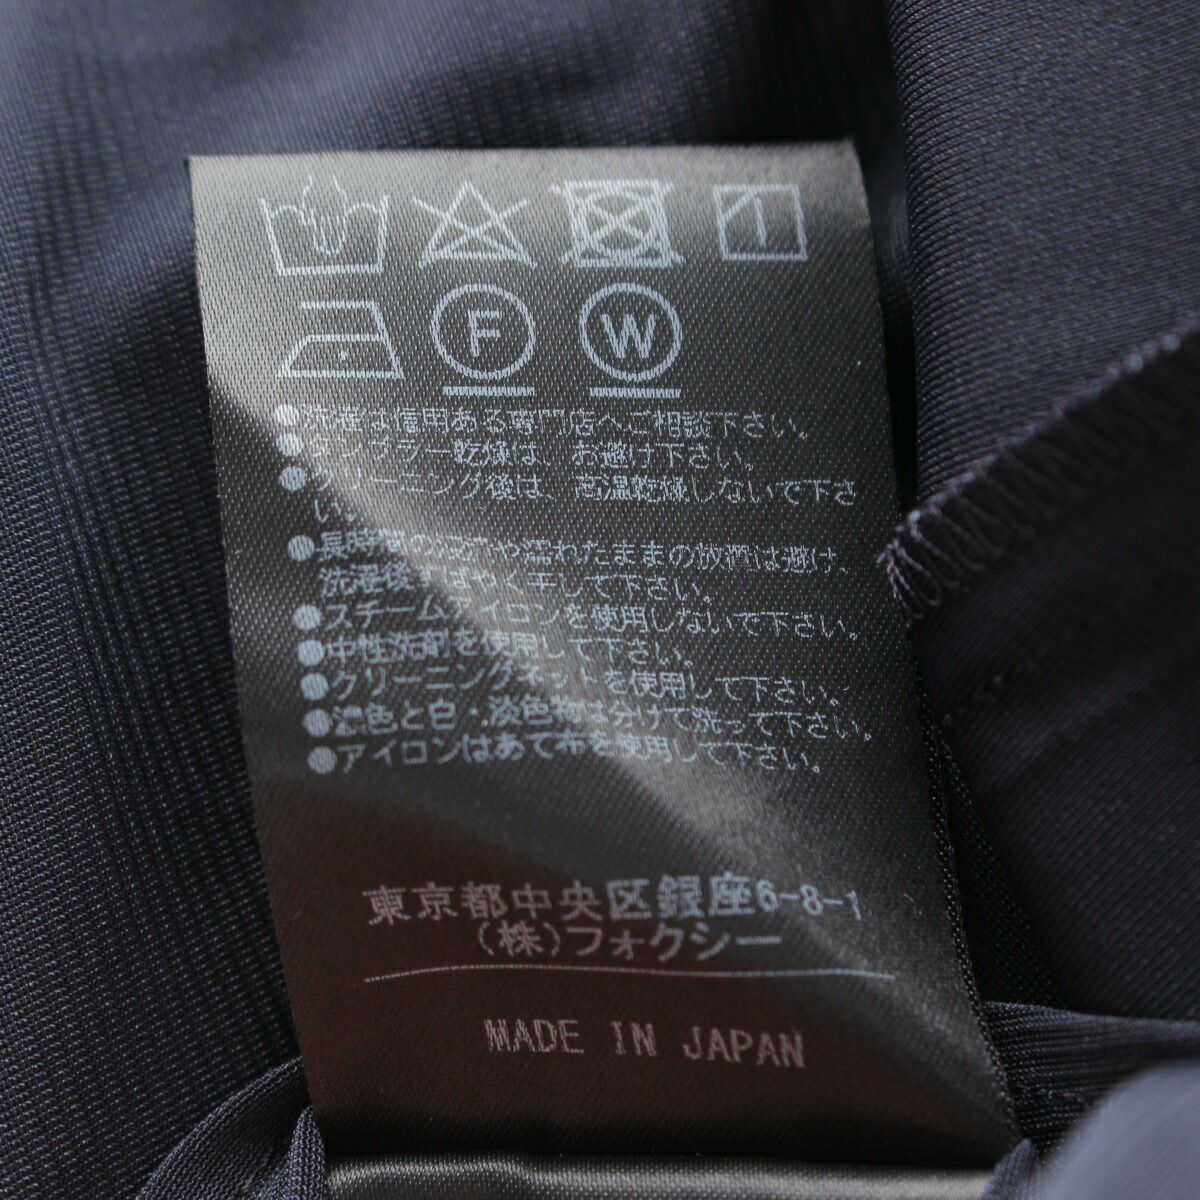 F W
●洗濯は信用ある専門店へご相談下さい。
●タンブラー乾燥は、お避け下さい。
●クリーニング後は、高温乾燥しないで下さ
い。
●長時間の浸漬や濡れたままの放置は避け、
洗濯後すばやく干して下さい。
●スチームアイロンを使用しないで下さい。
●中性洗剤を使用して下さい。
●クリーニングネットを使用して下さい。
●濃色と白・淡色物は分けて洗って下さい。
●アイロンはあて布を使用して下さい。
東京都中央区銀座6-8-1
(株)フォクシー
MADE IN JAPAN